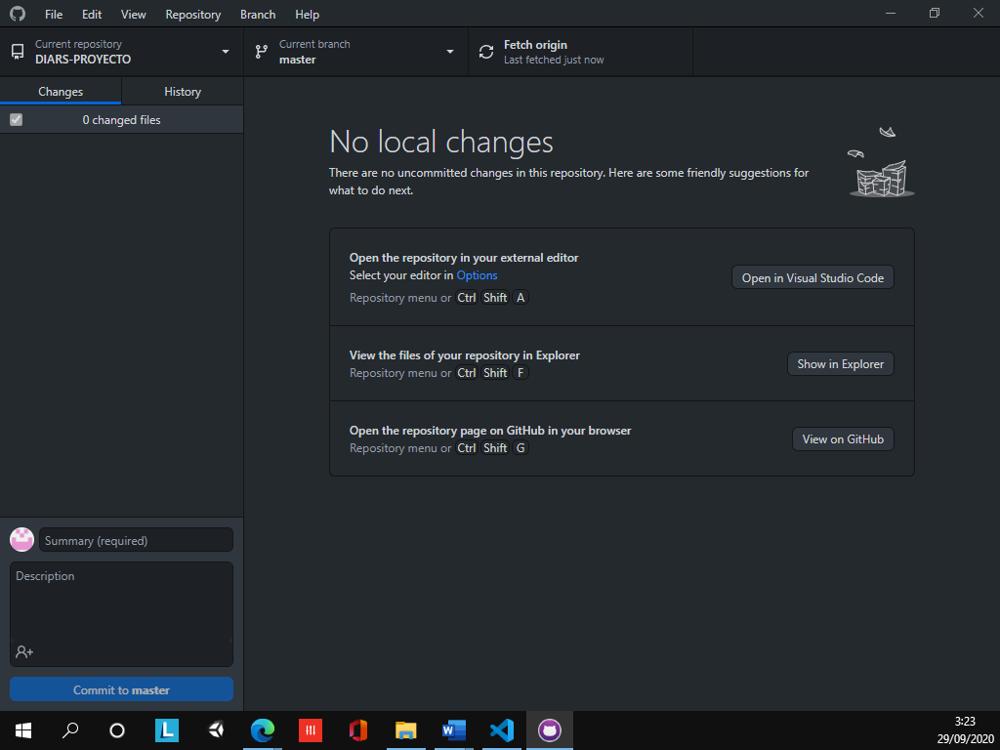 File Edit View Repository Branch Help
Current repository
DIARS-PROYECTO
Current branch
master
Fetch origin
Last fetched just now
Changes History
0 changed files
No local changes
There are no uncommitted changes in this repository. Here are some friendly suggestions for
what to do next.
Open the repository in your external editor
Select your editor in Options
Repository menu or Ctrl Shift A
Open in Visual Studio Code
View the files of your repository in Explorer
Repository menu or Ctrl Shift F
Show in Explorer
Open the repository page on GitHub in your browser
Repository menu or Ctrl Shift G
View on GitHub
Summary (required)
Description
Commit to master
L
W
3:23
29/09/2020